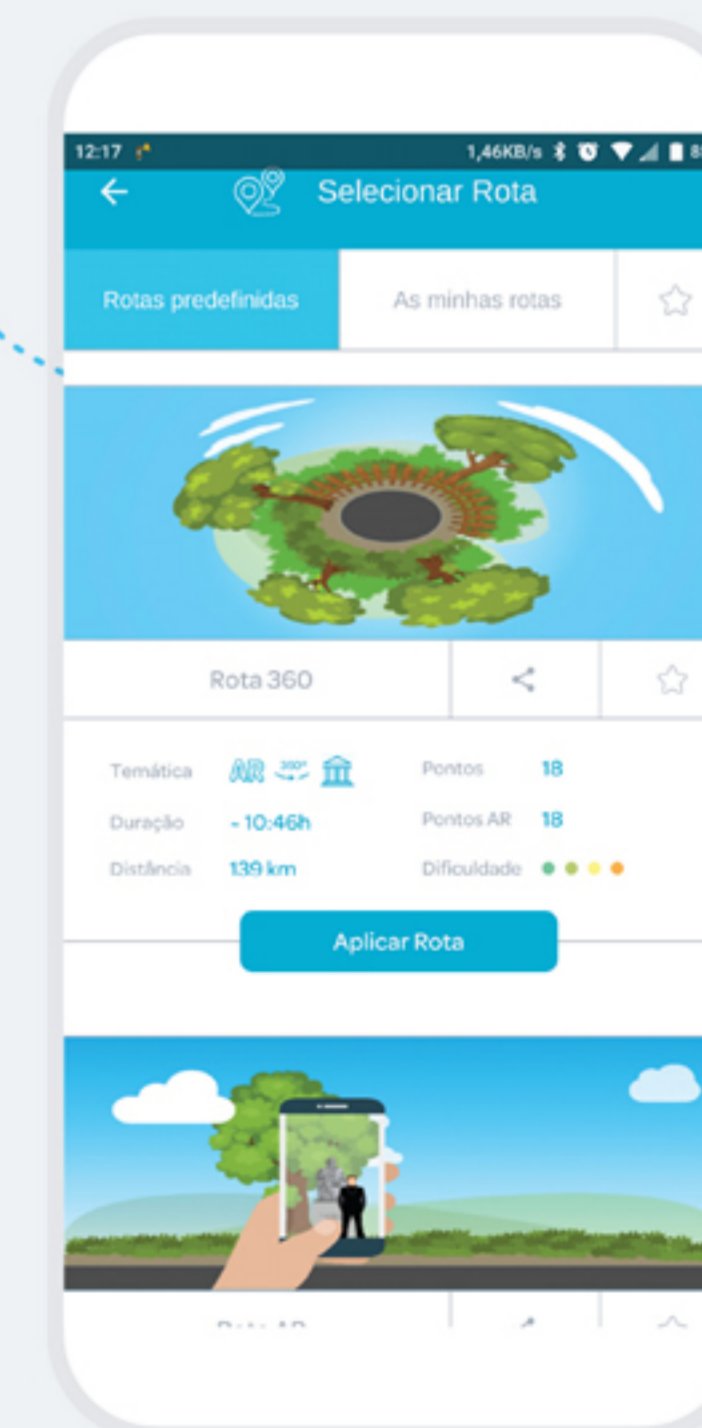 12:17 1,46KB/s
Selecionar Rota
Rotas predefinidas As minhas rotas
Rota 360
Temática AR 360° Pontos 18
Duração ~ 10:46h Pontos AR 18
Distância 139 km Dificuldade
Aplicar Rota